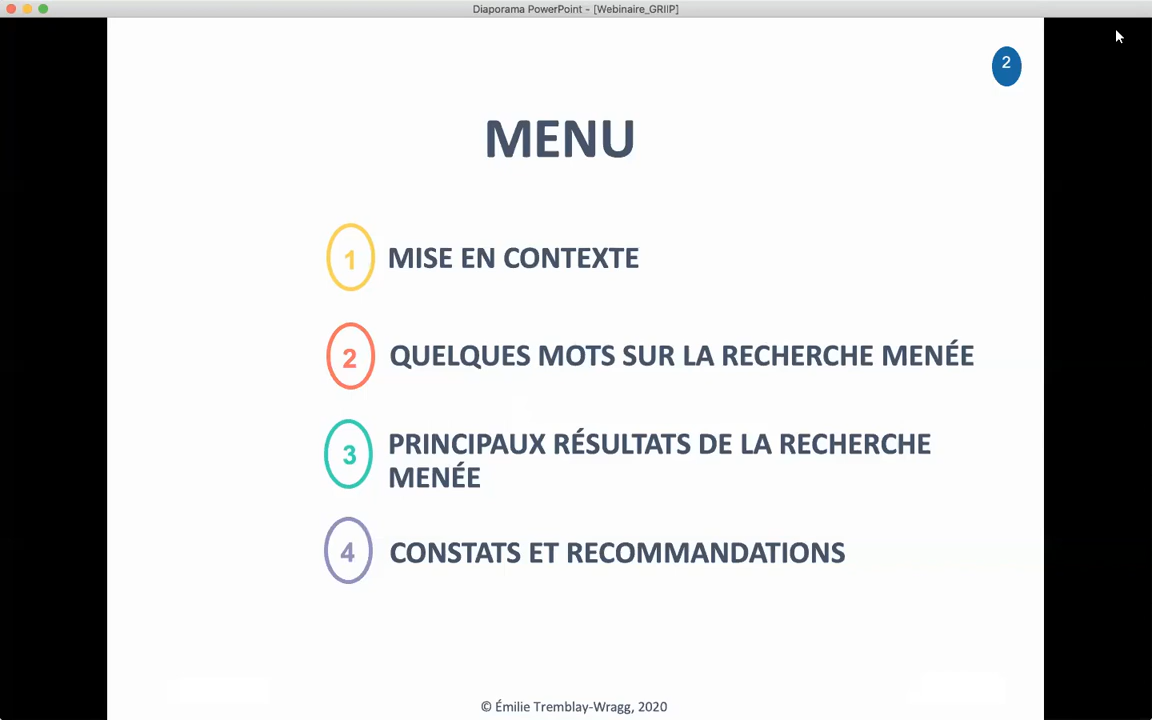 Diaporama PowerPoint - [Webinaire_GRIIP]
2
MENU
1 MISE EN CONTEXTE
2 QUELQUES MOTS SUR LA RECHERCHE MENÉE
3 PRINCIPAUX RÉSULTATS DE LA RECHERCHE
MENÉE
4 CONSTATS ET RECOMMANDATIONS
© Émilie Tremblay-Wragg, 2020